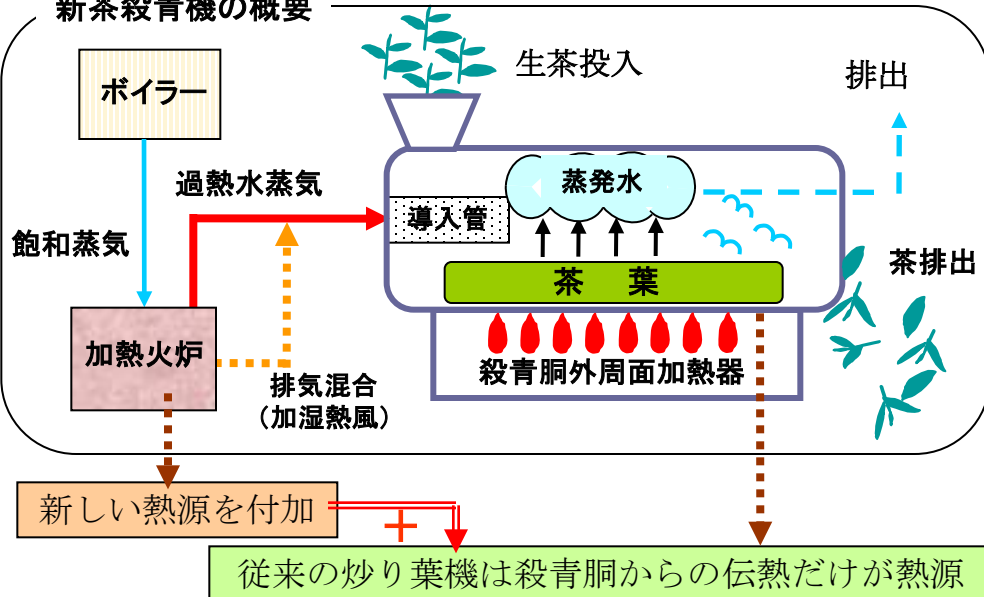 新茶殺青機の概要
生茶投入
排出
ボイラー
過熱水蒸気
蒸発水
導入管
飽和蒸気
茶排出
茶　葉
加熱火炉
殺青胴外周面加熱器
排気混合
（加湿熱風）
新しい熱源を付加
＋
従来の炒り葉機は殺青胴からの伝熱だけが熱源